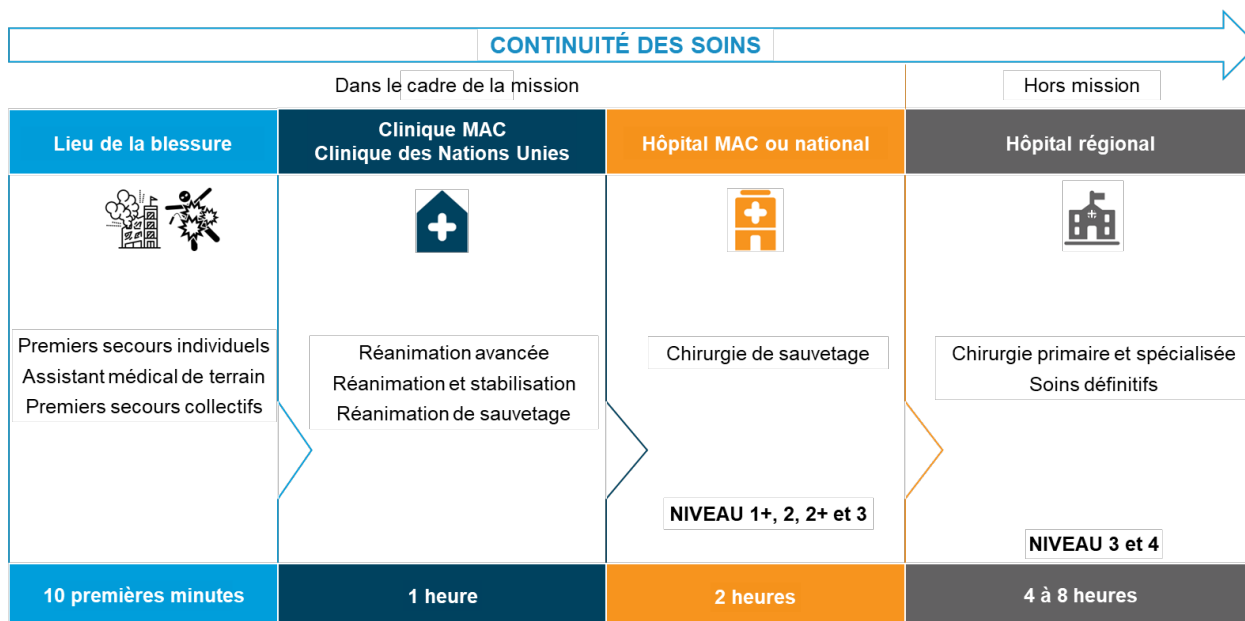 CONTINUITÉ DES SOINS
Dans le cadre de la mission
Hors mission
Lieu de la blessure
Clinique MAC
Clinique des Nations Unies
Hôpital MAC ou national
Hôpital régional
Premiers secours individuels
Assistant médical de terrain
Premiers secours collectifs
Réanimation avancée
Réanimation et stabilisation
Réanimation de sauvetage
Chirurgie de sauvetage
Chirurgie primaire et spécialisée
Soins définitifs
NIVEAU 1+, 2, 2+ et 3
NIVEAU 3 et 4
10 premières minutes
1 heure
2 heures
4 à 8 heures